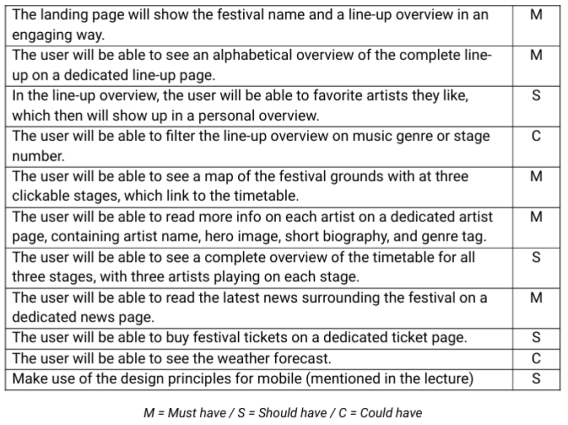 The landing page will show the festival name and a line-up overview in an M
engaging way.
The user will be able to see an alphabetical overview of the complete line- M
up on a dedicated line-up page.
In the line-up overview, the user will be able to favorite artists they like, S
which then will show up in a personal overview.
The user will be able to filter the line-up overview on music genre or stage C
number.
The user will be able to see a map of the festival grounds with at three M
clickable stages, which link to the timetable.
The user will be able to read more info on each artist on a dedicated artist M
page, containing artist name, hero image, short biography, and genre tag.
The user will be able to see a complete overview of the timetable for all S
three stages, with three artists playing on each stage.
The user will be able to read the latest news surrounding the festival on a M
dedicated news page.
The user will be able to buy festival tickets on a dedicated ticket page. S
The user will be able to see the weather forecast. C
Make use of the design principles for mobile (mentioned in the lecture) S
M = Must have / S = Should have / C = Could have